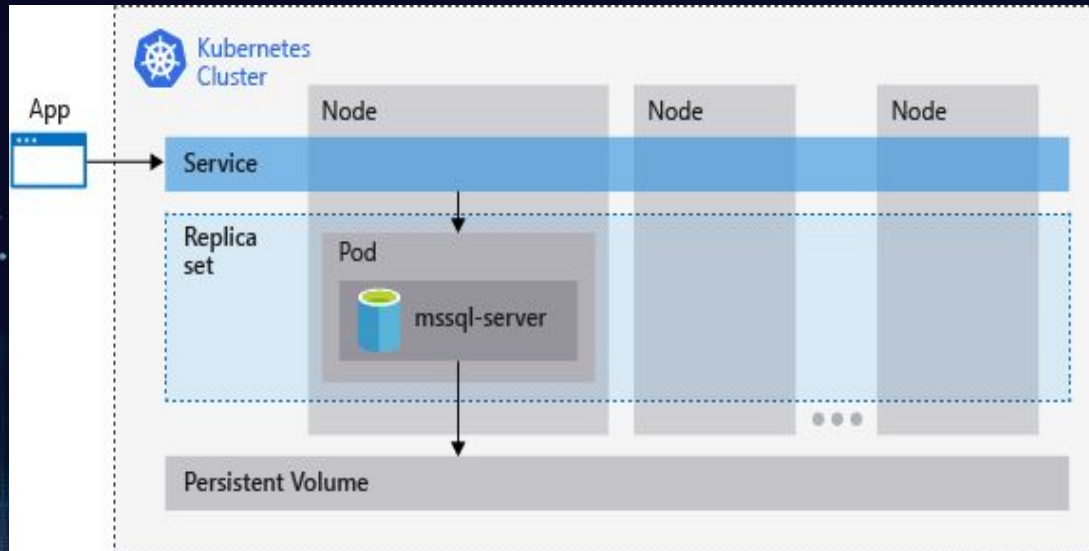 Kubernetes
Cluster
App
Node
Node
Node
Service
Replica
set
Pod
mssql-server
Persistent Volume